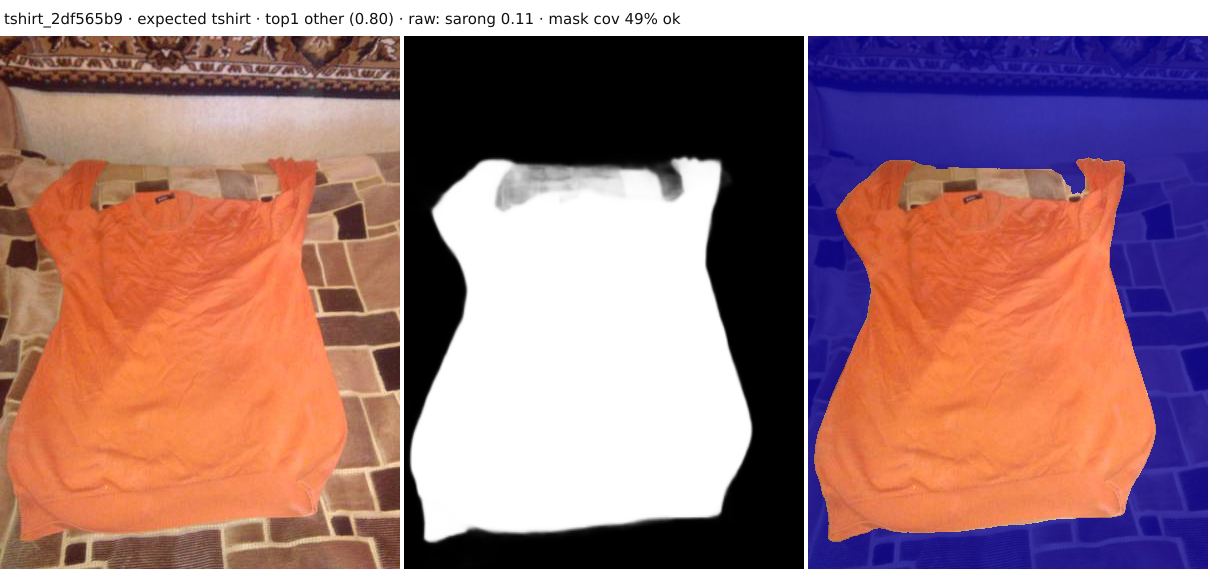 tshirt_2df565b9 · expected tshirt · top1 other (0.80) · raw: sarong 0.11 · mask cov 49% ok